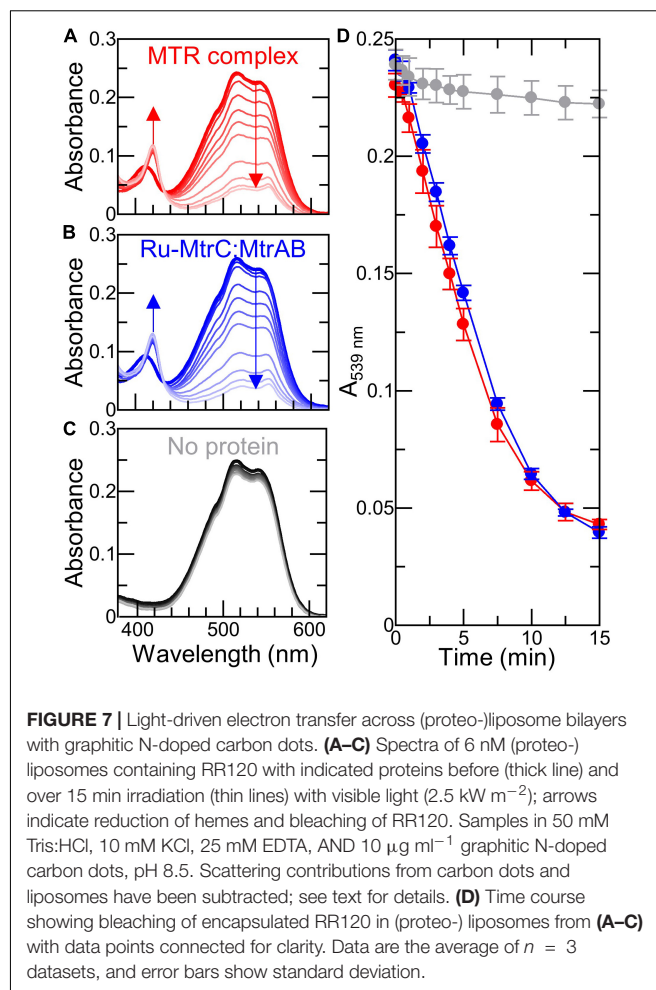 A
0.3
MTR complex
0.2
0.1
0
Absorbance
B
0.3
Ru-MtrC:MtrAB
0.2
0.1
0
Absorbance
C
0.3
No protein
0.2
0.1
0
Absorbance
400 500 600
Wavelength (nm)
D
0.25
0.2
0.15
0.1
0.05
0
A539 nm
0 5 10 15
Time (min)
FIGURE 7 | Light-driven electron transfer across (proteo-)liposome bilayers
with graphitic N-doped carbon dots. (A–C) Spectra of 6 nM (proteo-)
liposomes containing RR120 with indicated proteins before (thick line) and
over 15 min irradiation (thin lines) with visible light (2.5 kW m−2); arrows
indicate reduction of hemes and bleaching of RR120. Samples in 50 mM
Tris:HCl, 10 mM KCl, 25 mM EDTA, AND 10 μg ml−1 graphitic N-doped
carbon dots, pH 8.5. Scattering contributions from carbon dots and
liposomes have been subtracted; see text for details. (D) Time course
showing bleaching of encapsulated RR120 in (proteo-) liposomes from (A–C)
with data points connected for clarity. Data are the average of n = 3
datasets, and error bars show standard deviation.